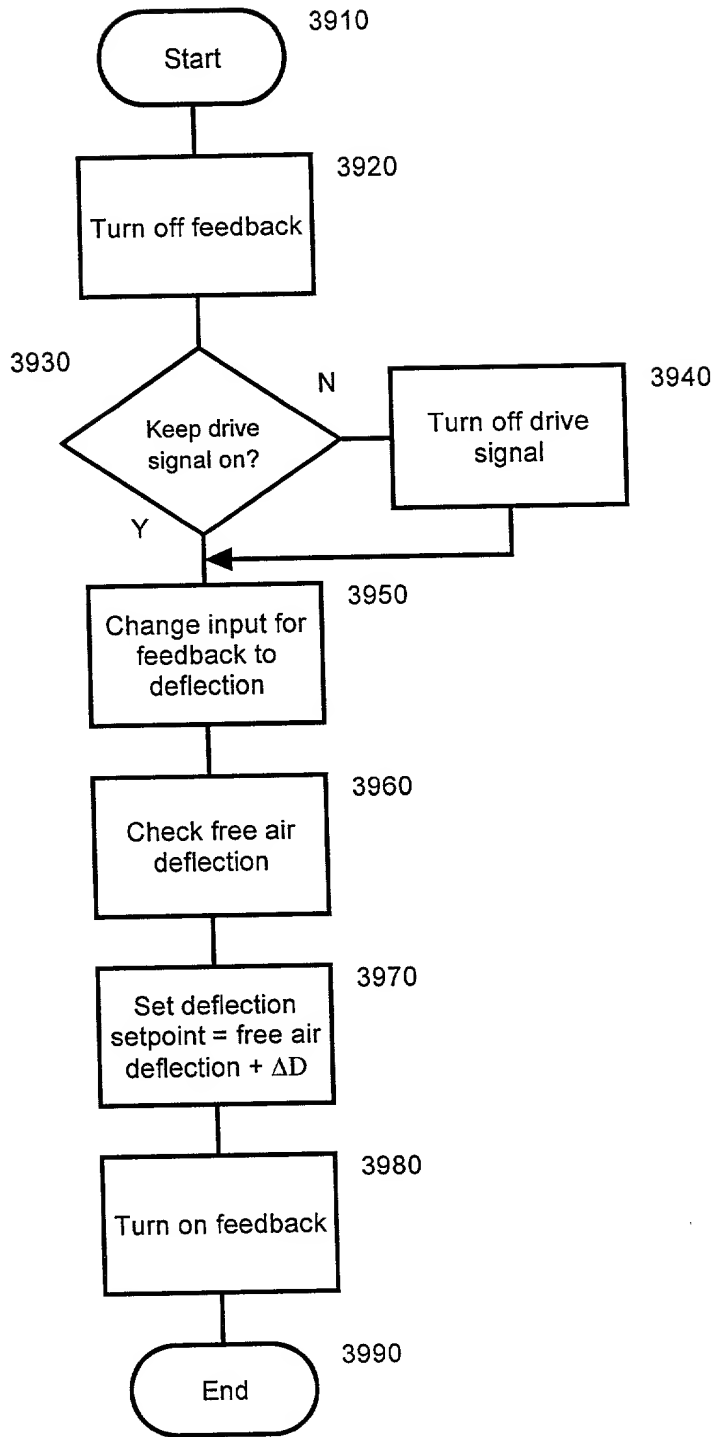 3910
Start
3920
Turn off feedback
3930
N
3940
Keep drive
signal on?
Turn off drive
signal
Y
3950
Change input for
feedback to
deflection
3960
Check free air
deflection
3970
Set deflection
setpoint = free air
deflection + ΔD
3980
Turn on feedback
3990
End